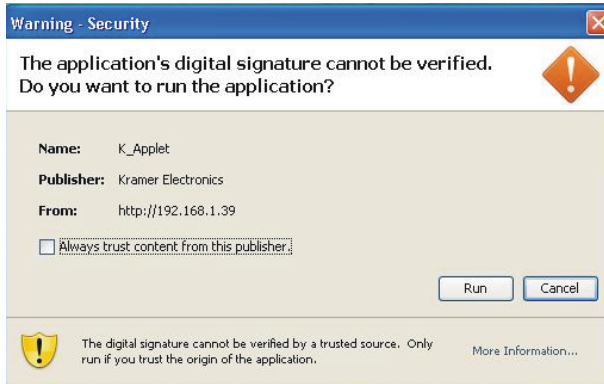 Warning - Security
The application's digital signature cannot be verified.
Do you want to run the application?
Name: K_Applet
Publisher: Kramer Electronics
From: http://192.168.1.39
Always trust content from this publisher.
Run Cancel
The digital signature cannot be verified by a trusted source. Only
run if you trust the origin of the application.
More Information...